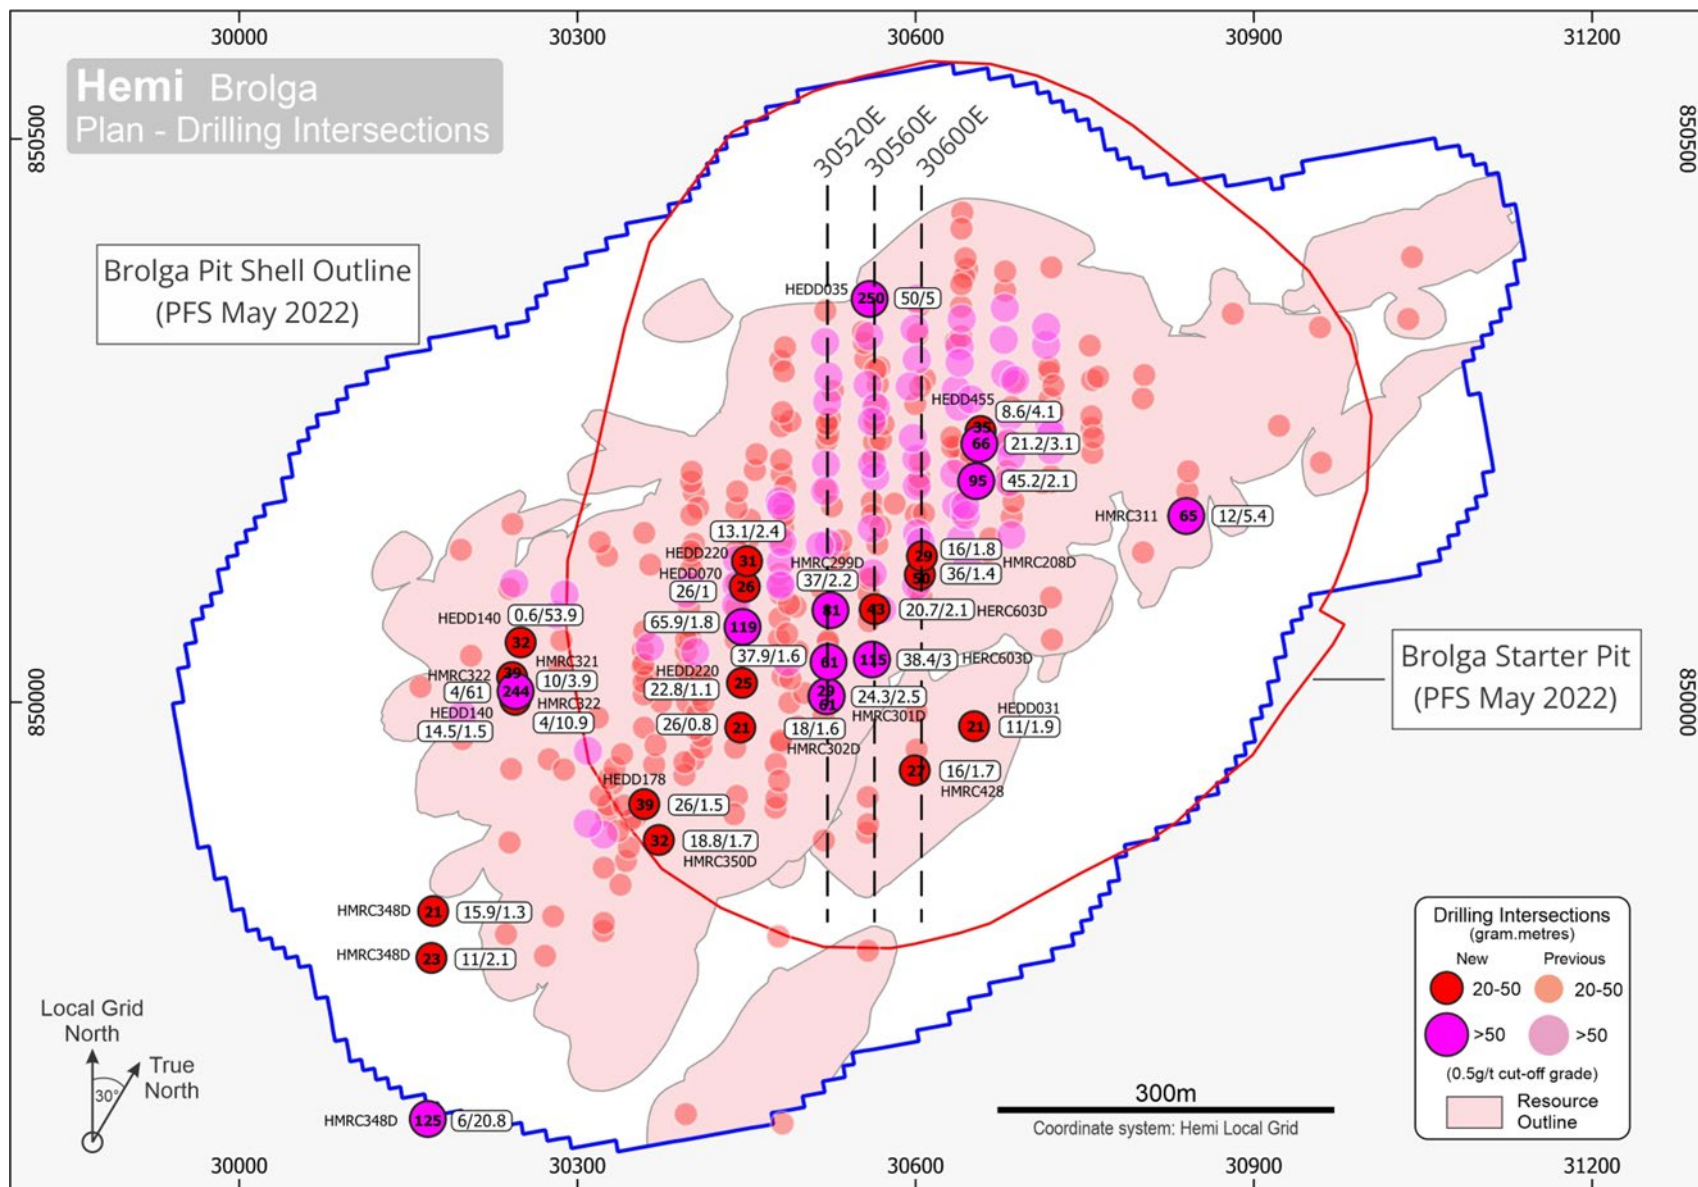 30000 30300 30600 30900 31200
Hemi Brolga
Plan - Drilling Intersections
850500
850500
30520E
30560E
30600E
Brolga Pit Shell Outline
(PFS May 2022)
HEDD035 250 50/5
HEDD455
8.6/4.1
35
66 21.2/3.1
95 45.2/2.1
HMRC311 65 12/5.4
13.1/2.4
HEDD220 31
HEDD070
26/1 26
HMRC299D
37/2.2
81
29 16/1.8
HMRC208D
50 36/1.4
43 20.7/2.1 HERC603D
65.9/1.8 119
HEDD140 0.6/53.9
32
37.9/1.6 61
115 38.4/3 HERC603D
HMRC322 39 HMRC321
10/3.9
4/61 244
HMRC322
HEDD140
14.5/1.5
4/10.9
HEDD220
22.8/1.1 25
29 24.3/2.5
61 HMRC301D
26/0.8 21
18/1.6
HMRC302D
HEDD031
21 11/1.9
27 16/1.7
HMRC428
HEDD178
39 26/1.5
32 18.8/1.7
HMRC350D
850000
850000
Brolga Starter Pit
(PFS May 2022)
HMRC348D 21 15.9/1.3
HMRC348D 23 11/2.1
HMRC348D 125 6/20.8
Local Grid
North
True
North
30°
300m
Coordinate system: Hemi Local Grid
Drilling Intersections
(gram.metres)
New Previous
20-50 20-50
>50 >50
(0.5g/t cut-off grade)
Resource
Outline
30000 30300 30600 30900 31200